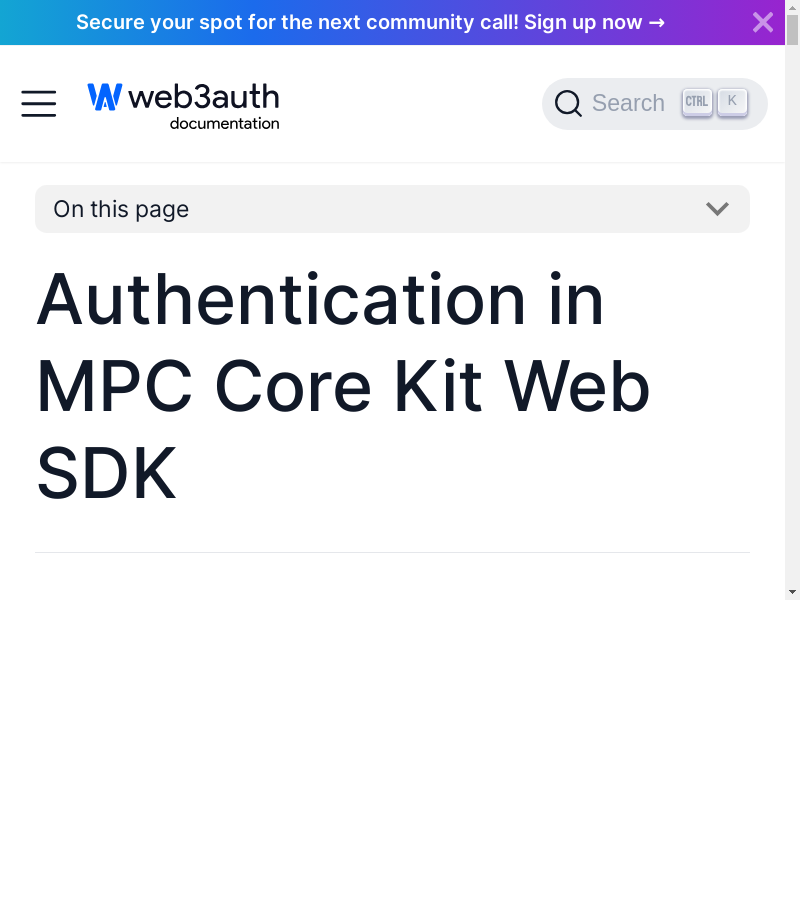 Secure your spot for the next community call! Sign up now →
web3auth
documentation
Search CTRL K
On this page
Authentication in
MPC Core Kit Web
SDK